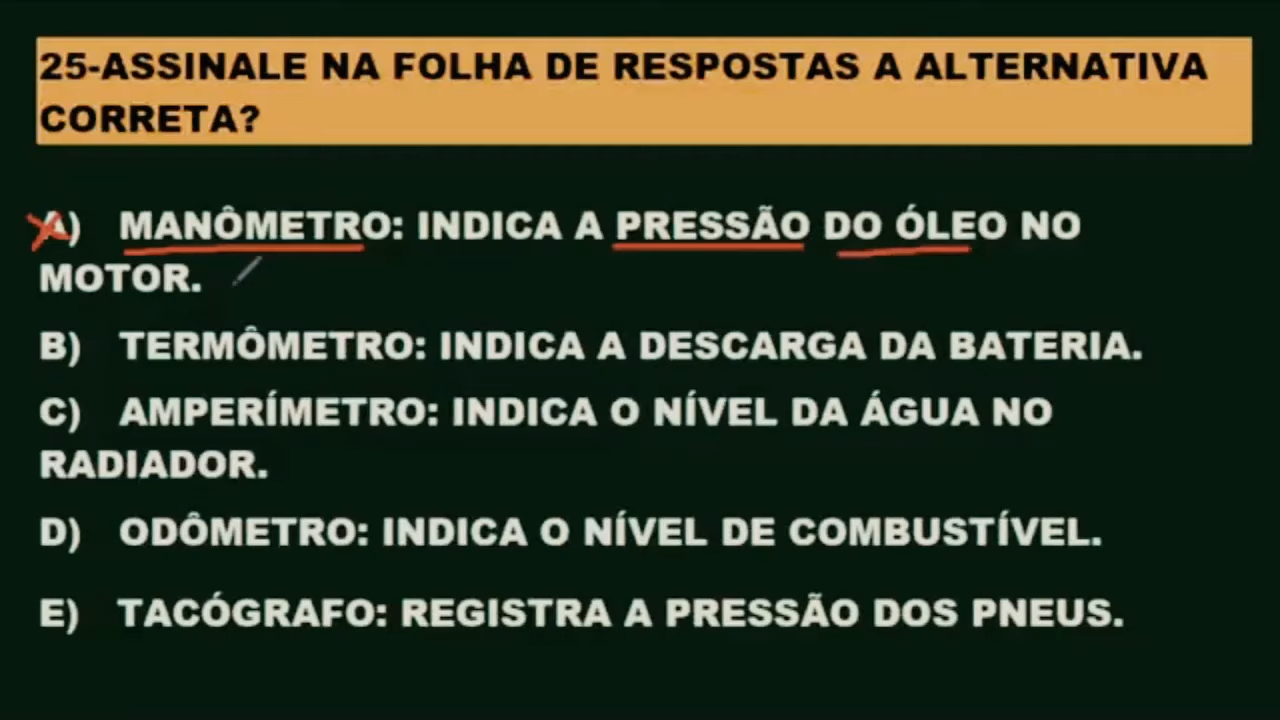 25-ASSINALE NA FOLHA DE RESPOSTAS A ALTERNATIVA
CORRETA?
A) MANÔMETRO: INDICA A PRESSÃO DO ÓLEO NO
MOTOR.
B) TERMÔMETRO: INDICA A DESCARGA DA BATERIA.
C) AMPERÍMETRO: INDICA O NÍVEL DA ÁGUA NO
RADIADOR.
D) ODÔMETRO: INDICA O NÍVEL DE COMBUSTÍVEL.
E) TACÓGRAFO: REGISTRA A PRESSÃO DOS PNEUS.